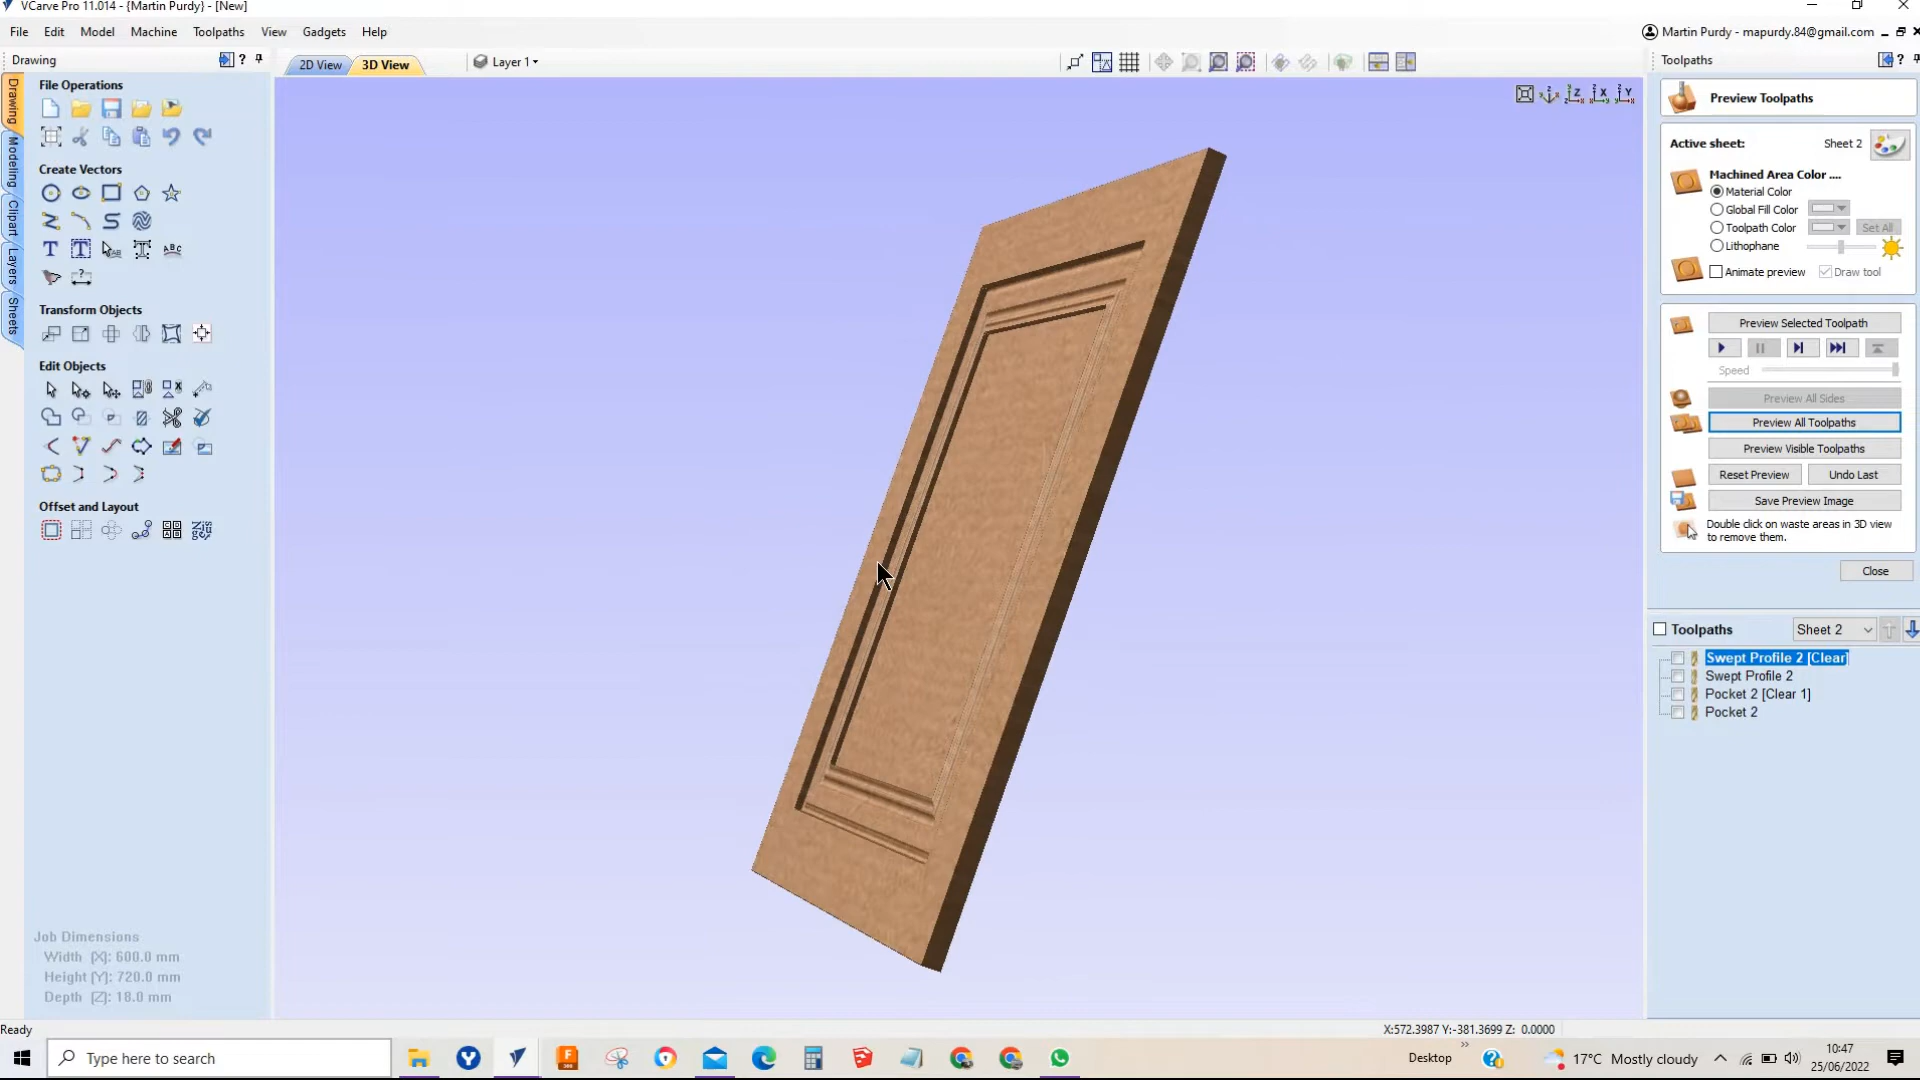 VCarve Pro 11.014 - {Martin Purdy} - [New]
File Edit Model Machine Toolpaths View Gadgets Help
Martin Purdy - mapurdy.84@gmail.com
Drawing
2D View
3D View
Layer 1
Toolpaths
Drawing
Modeling
Clipart
Layers
Sheets
File Operations
Create Vectors
Transform Objects
Edit Objects
Offset and Layout
Job Dimensions
Width (X): 600.0 mm
Height (Y): 720.0 mm
Depth (Z): 18.0 mm
Z X Y
Preview Toolpaths
Active sheet: Sheet 2
Machined Area Color ....
Material Color
Global Fill Color
Toolpath Color
Set All
Lithophane
Animate preview
Draw tool
Preview Selected Toolpath
Speed
Preview All Sides
Preview All Toolpaths
Preview Visible Toolpaths
Reset Preview
Undo Last
Save Preview Image
Double click on waste areas in 3D view
to remove them.
Close
Toolpaths
Sheet 2
Swept Profile 2 [Clear]
Swept Profile 2
Pocket 2 [Clear 1]
Pocket 2
Ready
X:572.3987 Y:-381.3699 Z: 0.0000
Type here to search
Desktop
17°C Mostly cloudy
10:47
25/06/2022